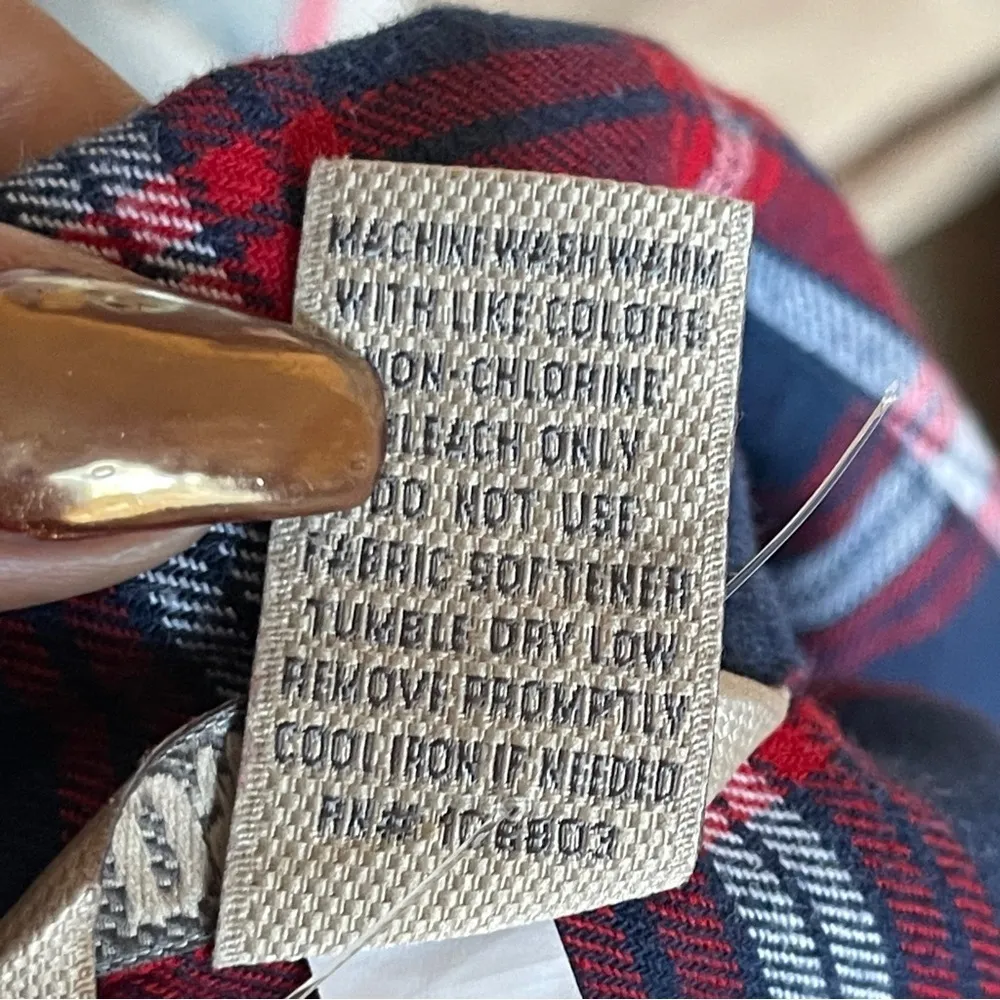 MACHINE WASH WARM
WITH LIKE COLORS
NON-CHLORINE
BLEACH ONLY
DO NOT USE
FABRIC SOFTENER
TUMBLE DRY LOW
REMOVE PROMPTLY
COOL IRON IF NEEDED
RN#